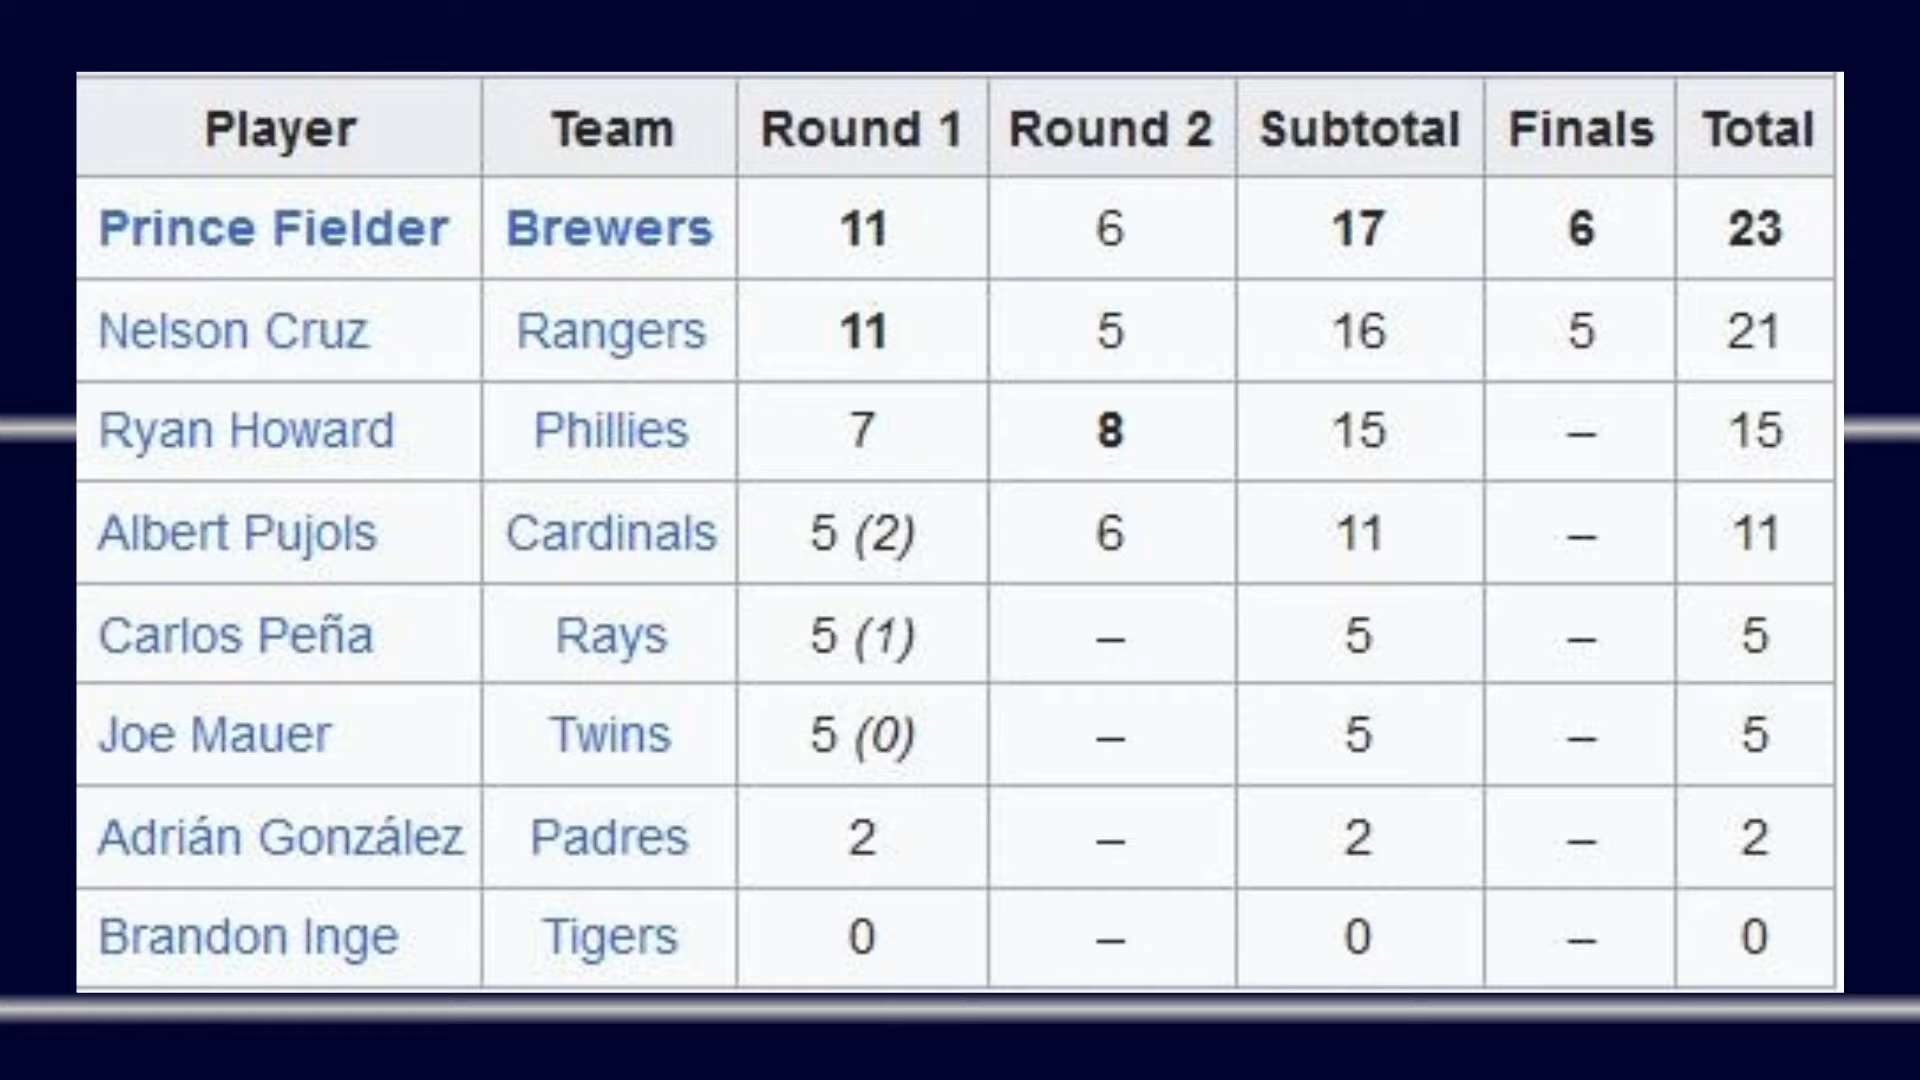 Player Team Round 1 Round 2 Subtotal Finals Total
Prince Fielder Brewers 11 6 17 6 23
Nelson Cruz Rangers 11 5 16 5 21
Ryan Howard Phillies 7 8 15 – 15
Albert Pujols Cardinals 5 (2) 6 11 – 11
Carlos Peña Rays 5 (1) – 5 – 5
Joe Mauer Twins 5 (0) – 5 – 5
Adrián González Padres 2 – 2 – 2
Brandon Inge Tigers 0 – 0 – 0